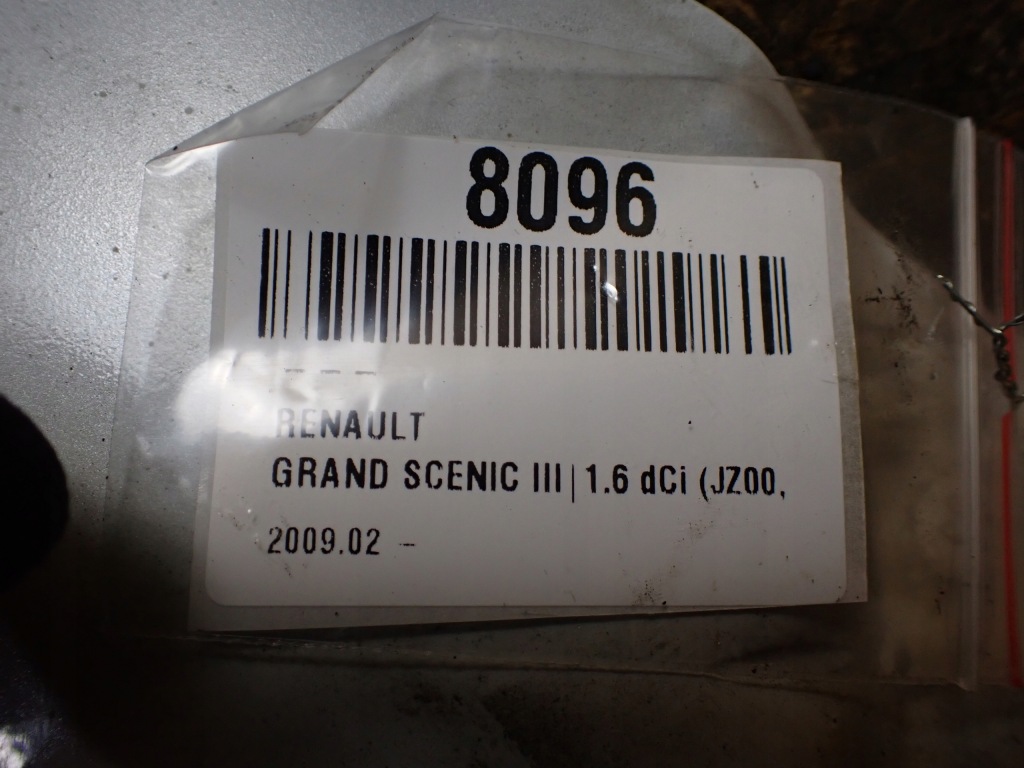 8096
RENAULT
GRAND SCENIC III|1.6 dCi (JZ00,
2009.02 -